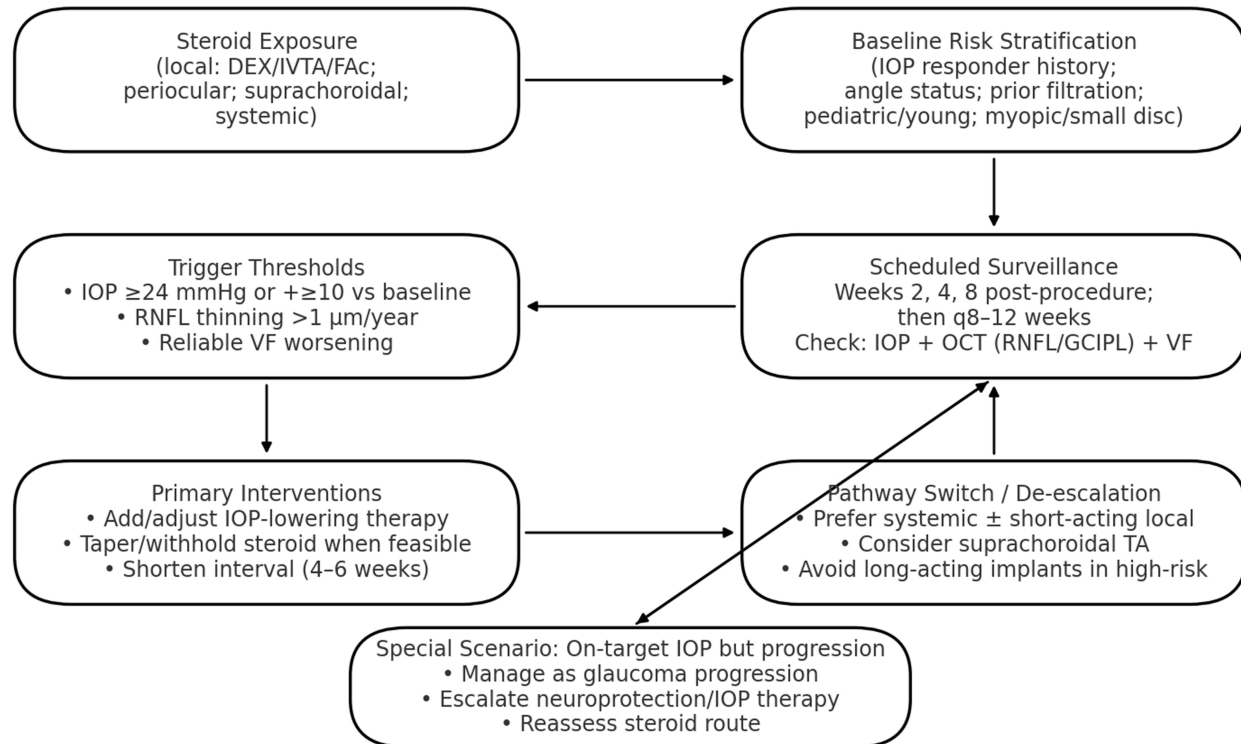 Steroid Exposure
(local: DEX/IVTA/FAc;
periocular; suprachoroidal;
systemic)
Baseline Risk Stratification
(IOP responder history;
angle status; prior filtration;
pediatric/young; myopic/small disc)
Trigger Thresholds
• IOP ≥24 mmHg or +≥10 vs baseline
• RNFL thinning >1 µm/year
• Reliable VF worsening
Scheduled Surveillance
Weeks 2, 4, 8 post-procedure;
then q8–12 weeks
Check: IOP + OCT (RNFL/GCIPL) + VF
Primary Interventions
• Add/adjust IOP-lowering therapy
• Taper/withhold steroid when feasible
• Shorten interval (4–6 weeks)
Pathway Switch / De-escalation
• Prefer systemic ± short-acting local
• Consider suprachoroidal TA
• Avoid long-acting implants in high-risk
Special Scenario: On-target IOP but progression
• Manage as glaucoma progression
• Escalate neuroprotection/IOP therapy
• Reassess steroid route